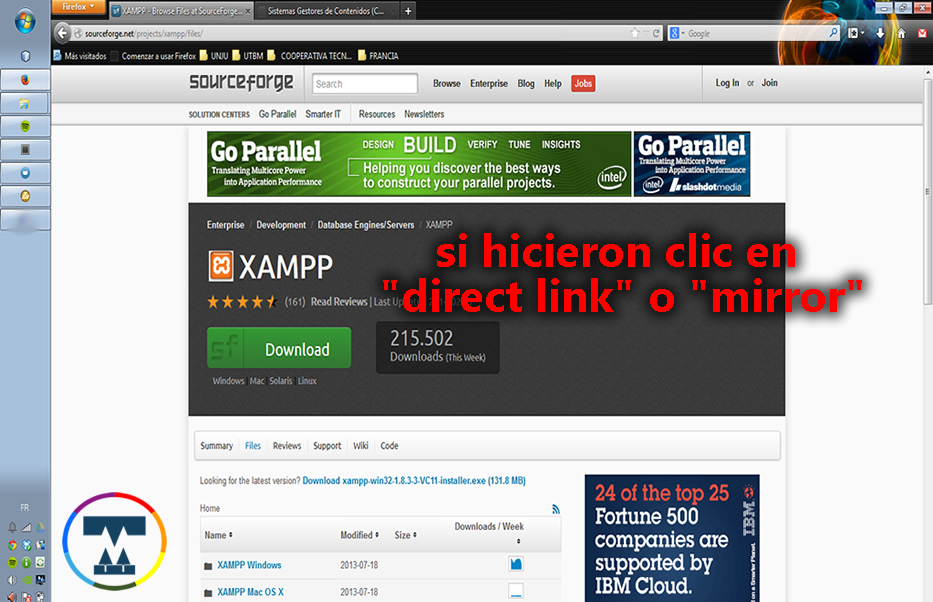 Firefox
XAMPP - Browse Files at SourceForge...
Sistemas Gestores de Contenidos (C...
sourceforge.net/projects/xampp/files/
Google
Más visitados
Comenzar a usar Firefox
UNJU
UTBM
COOPERATIVA TECN...
FRANCIA
sourceforge
Search
Browse
Enterprise
Blog
Help
Jobs
Log In or Join
SOLUTION CENTERS
Go Parallel
Smarter IT
Resources
Newsletters
Go Parallel
Translating Multicore Power
into Application Performance
DESIGN BUILD VERIFY TUNE INSIGHTS
Helping you discover the best ways
to construct your parallel projects.
intel
Go Parallel
Translating Multicore Power
into Application Performance
intel
slashdotmedia
Enterprise / Development / Database Engines/Servers / XAMPP
XAMPP
si hicieron clic en
"direct link" o "mirror"
(161) Read Reviews | Last
sf Download
215.502
Downloads (This Week)
Windows | Mac | Solaris | Linux
Summary
Files
Reviews
Support
Wiki
Code
Looking for the latest version? Download xampp-win32-1.8.3-3-VC11-installer.exe (131.8 MB)
Home
Name
Modified
Size
Downloads / Week
XAMPP Windows
2013-07-18
XAMPP Mac OS X
2013-07-18
24 of the top 25
Fortune 500
companies are
supported by
IBM Cloud.
IBM
FR